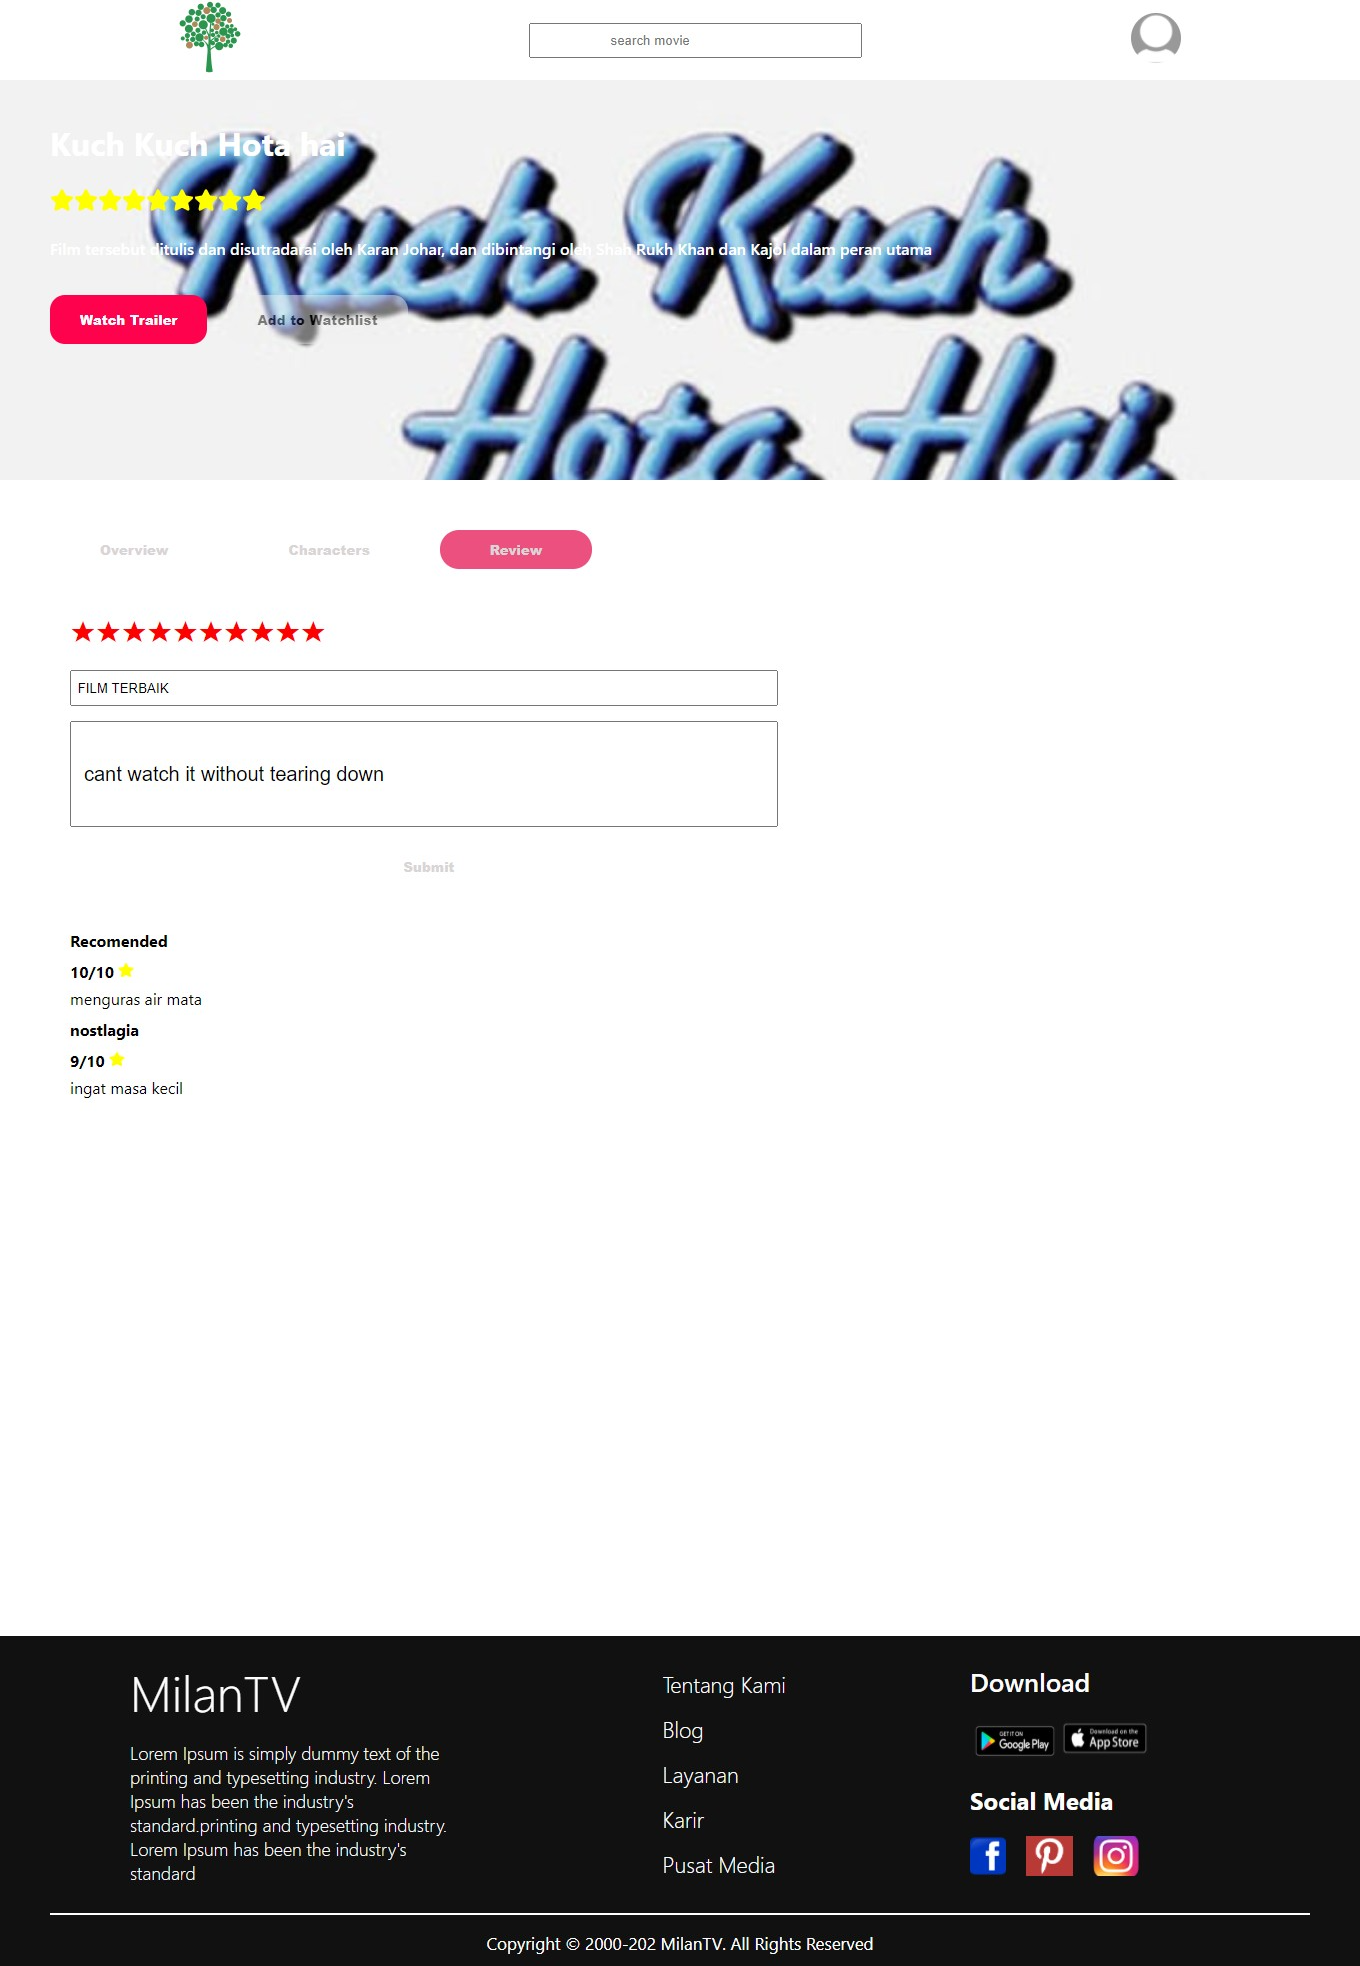 search movie
Kuch Kuch Hota hai
Kuch Kuch
Hota Hai
Film tersebut ditulis dan disutradarai oleh Karan Johar, dan dibintangi oleh Shah Rukh Khan dan Kajol dalam peran utama
Watch Trailer
Add to Watchlist
Overview
Characters
Review
FILM TERBAIK
cant watch it without tearing down
Submit
Recomended
10/10
menguras air mata
nostlagia
9/10
ingat masa kecil
MilanTV
Lorem Ipsum is simply dummy text of the
printing and typesetting industry. Lorem
Ipsum has been the industry's
standard.printing and typesetting industry.
Lorem Ipsum has been the industry's
standard
Tentang Kami
Blog
Layanan
Karir
Pusat Media
Download
GET IT ON
Google Play
Download on the
App Store
Social Media
Copyright © 2000-202 MilanTV. All Rights Reserved